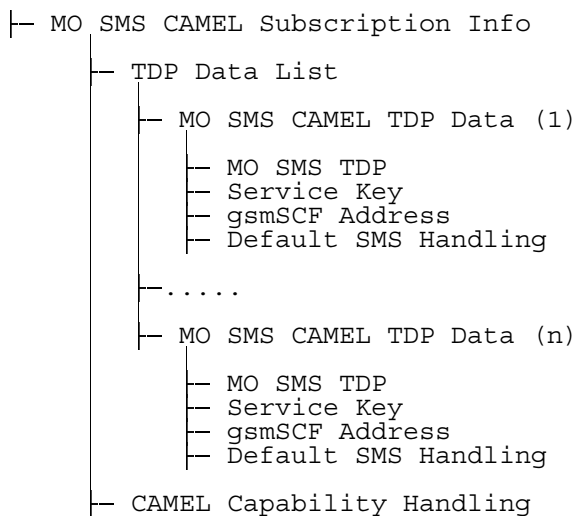 MO SMS CAMEL Subscription Info
TDP Data List
MO SMS CAMEL TDP Data (1)
MO SMS TDP
Service Key
gsmSCF Address
Default SMS Handling
.....
MO SMS CAMEL TDP Data (n)
MO SMS TDP
Service Key
gsmSCF Address
Default SMS Handling
CAMEL Capability Handling